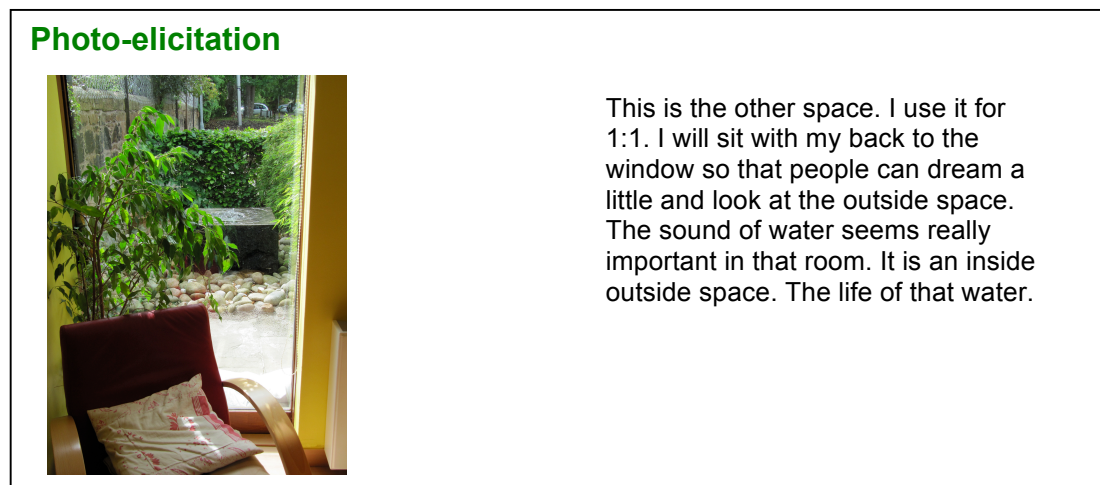 Photo-elicitation
This is the other space. I use it for
1:1. I will sit with my back to the
window so that people can dream a
little and look at the outside space.
The sound of water seems really
important in that room. It is an inside
outside space. The life of that water.